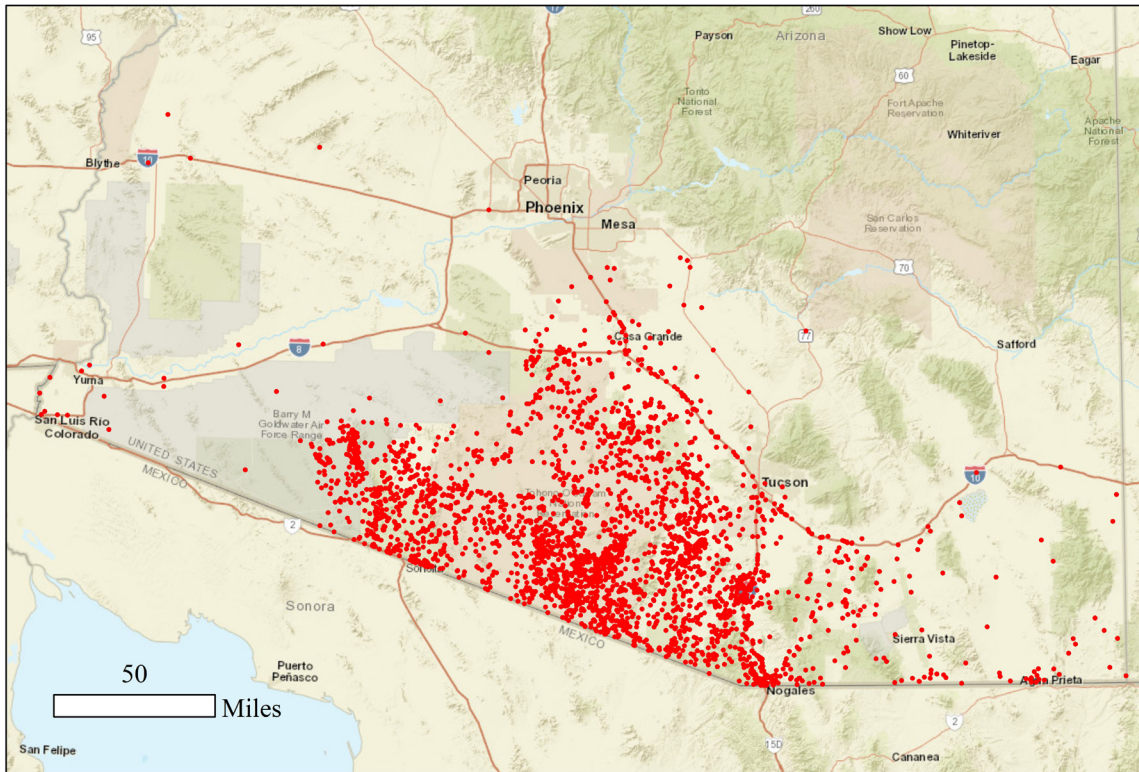 17
260
95
Payson
Arizona
Show Low
Pinetop-
Lakeside
Eagar
60
Tonto
National
Forest
Fort Apache
Reservation
Whiteriver
Apache
National
Forest
Blythe
10
Peoria
Phoenix
Mesa
San Carlos
Reservation
70
77
8
Casa Grande
Safford
Yuma
San Luis Río
Colorado
Barry M
Goldwater Air
Force Range
UNITED STATES
MEXICO
Tucson
10
2
Sonora
MEXICO
Sierra Vista
Nogales
Agua Prieta
Puerto
Peñasco
50
Miles
2
15D
San Felipe
Cananea